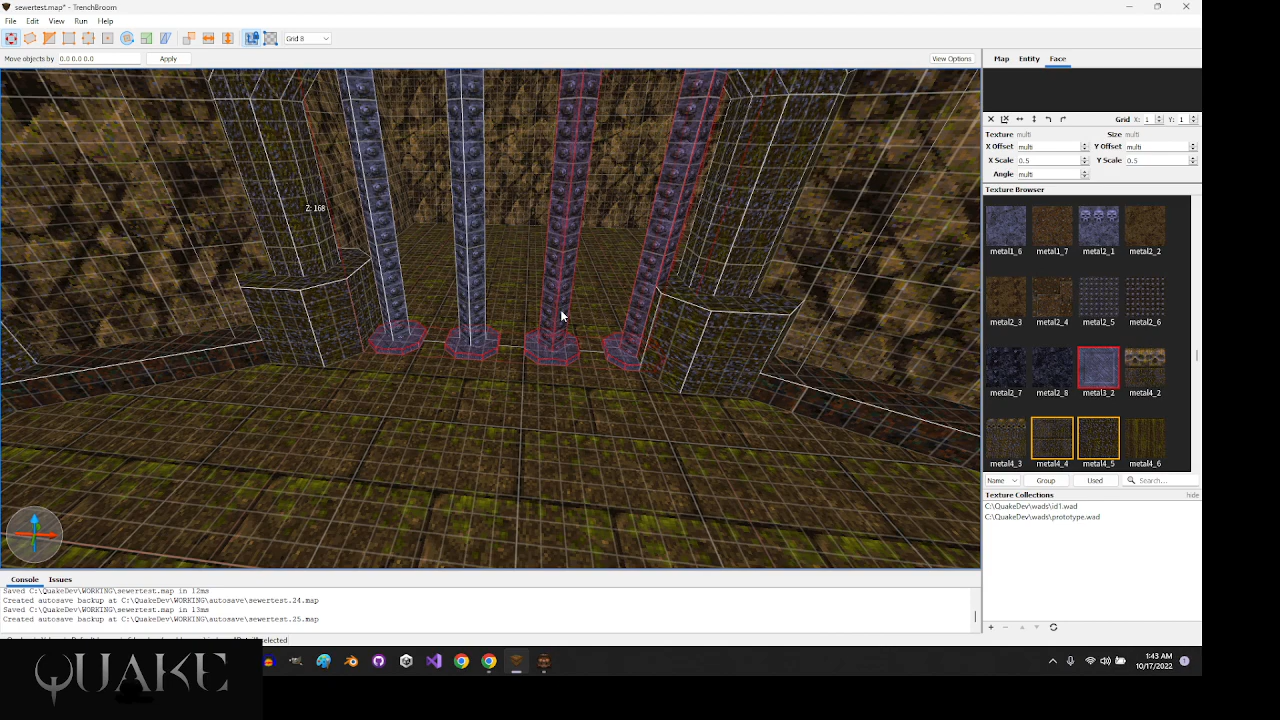 sewertest.map* - TrenchBroom
File Edit View Run Help
Grid 8
Move objects by 0.0 0.0 0.0 Apply View Options
Map Entity Face
Z: 168
Grid X: 1 Y: 1
Texture multi Size multi
X Offset multi Y Offset multi
X Scale 0.5 Y Scale 0.5
Angle multi
Texture Browser
metal1_6 metal1_7 metal2_1 metal2_2
metal2_3 metal2_4 metal2_5 metal2_6
metal2_7 metal2_8 metal3_2 metal4_2
metal4_3 metal4_4 metal4_5 metal4_6
Name Group Used Search...
Texture Collections hide
C:\QuakeDev\wads\id1.wad
C:\QuakeDev\wads\prototype.wad
Console Issues
Saved C:\QuakeDev\WORKING\sewertest.map in 12ms
Created autosave backup at C:\QuakeDev\WORKING\autosave\sewertest.24.map
Saved C:\QuakeDev\WORKING\sewertest.map in 13ms
Created autosave backup at C:\QuakeDev\WORKING\autosave\sewertest.25.map
selected
QUAKE
1:43 AM
10/17/2022
1